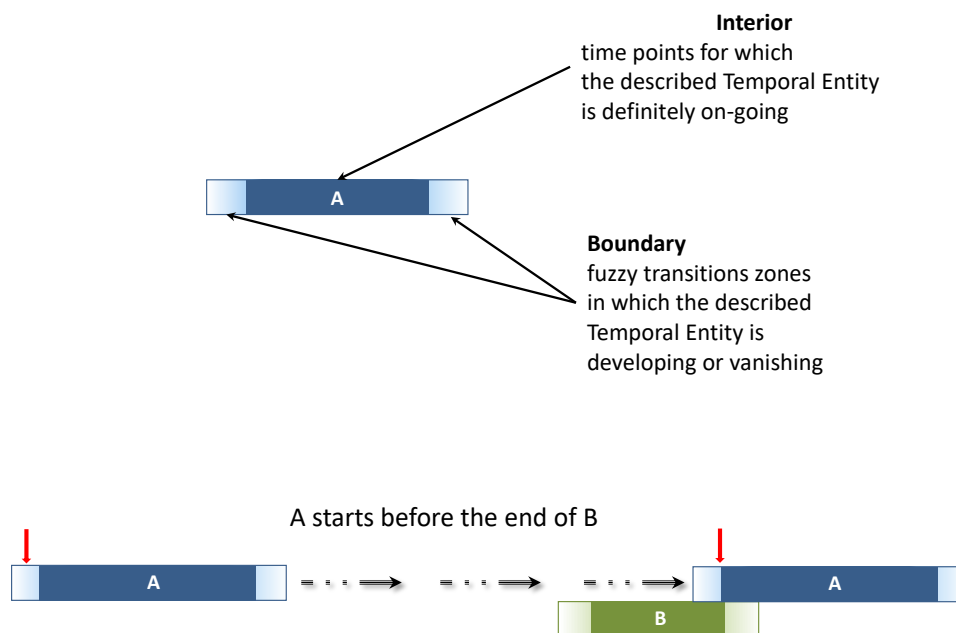 Interior
time points for which
the described Temporal Entity
is definitely on-going
A
Boundary
fuzzy transitions zones
in which the described
Temporal Entity is
developing or vanishing
A starts before the end of B
A
A
B